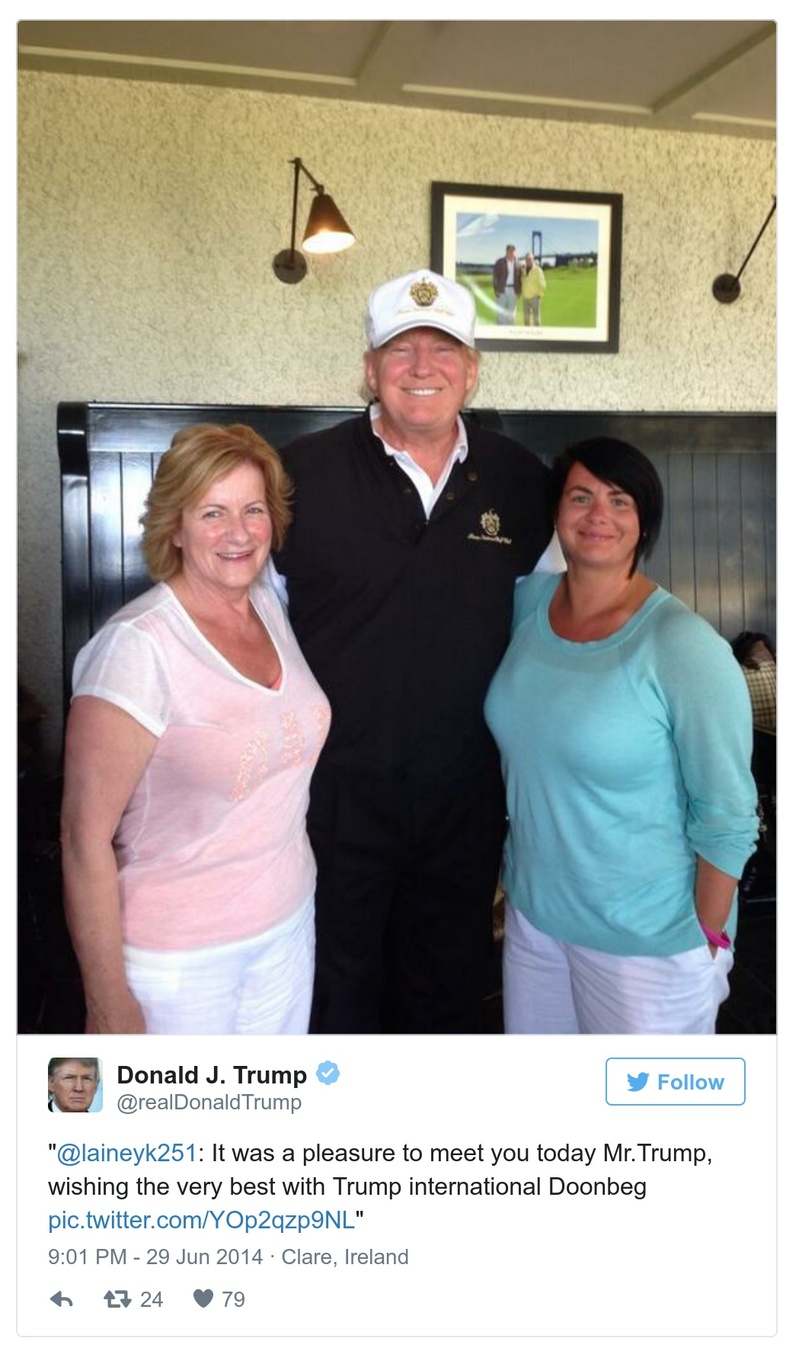 Donald J. Trump
@realDonaldTrump
Follow
"@laineyk251: It was a pleasure to meet you today Mr.Trump,
wishing the very best with Trump international Doonbeg
pic.twitter.com/YOp2qzp9NL"
9:01 PM - 29 Jun 2014 · Clare, Ireland
24 79